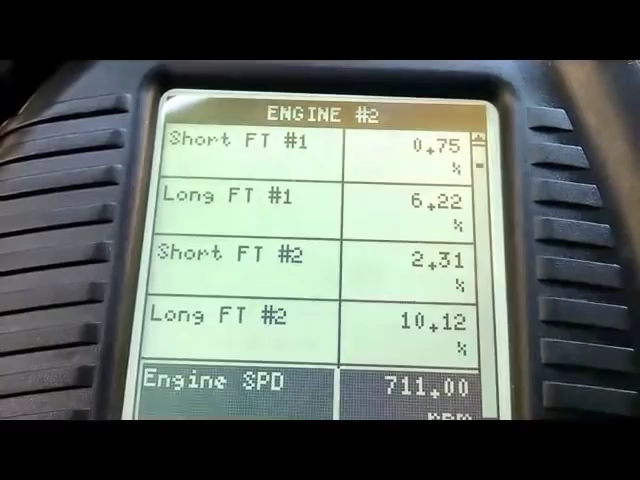 ENGINE #2
Short FT #1 0.75
%
Long FT #1 6.22
%
Short FT #2 2.31
%
Long FT #2 10.12
%
Engine SPD 711.00
rpm